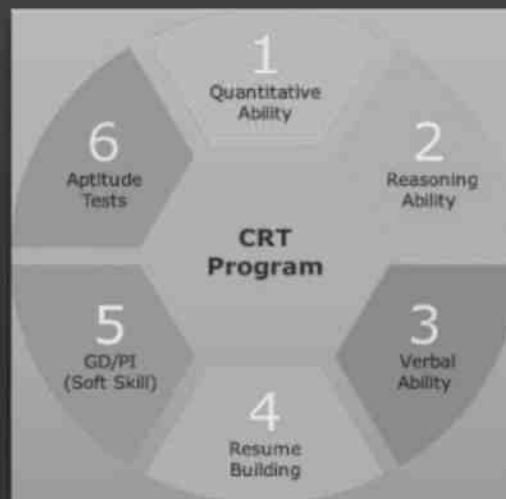 1
Quantitative
Ability
2
Reasoning
Ability
3
Verbal
Ability
4
Resume
Building
5
GD/PI
(Soft Skill)
6
Aptitude
Tests
CRT
Program